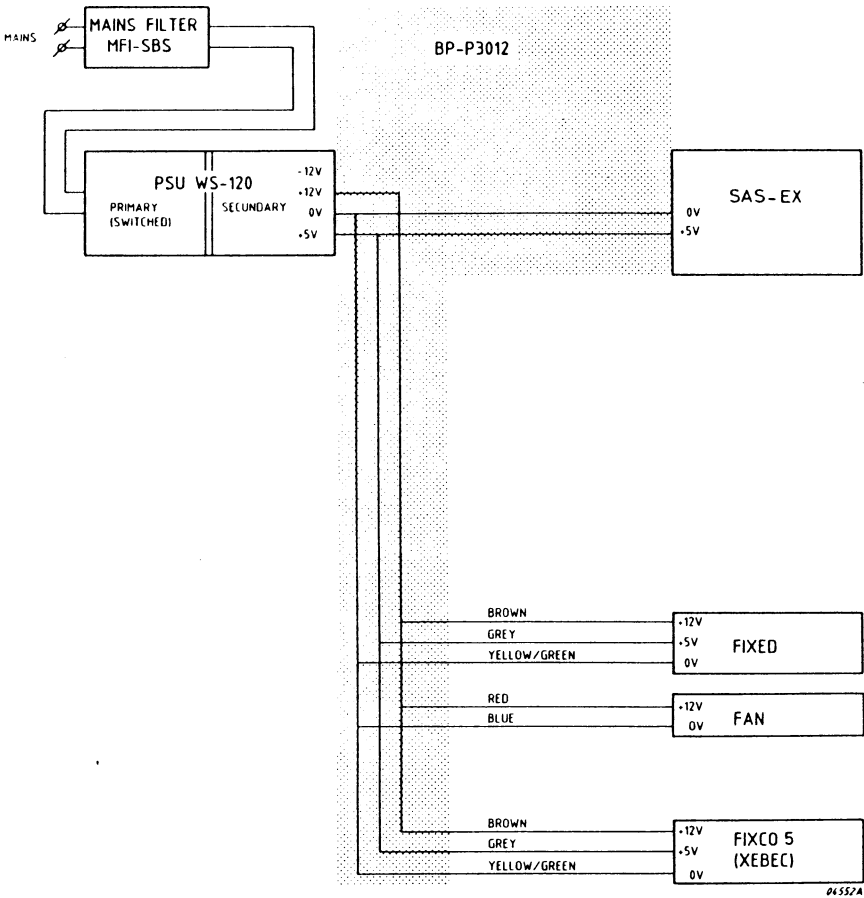 MAINS
MAINS FILTER
MFI-SBS
BP-P3012
PSU WS-120
PRIMARY
(SWITCHED)
SECUNDARY
-12V
+12V
0V
+5V
SAS-EX
0V
+5V
BROWN
GREY
YELLOW/GREEN
+12V
+5V
0V
FIXED
RED
BLUE
+12V
0V
FAN
BROWN
GREY
YELLOW/GREEN
+12V
+5V
0V
FIXCO 5
(XEBEC)
06552A